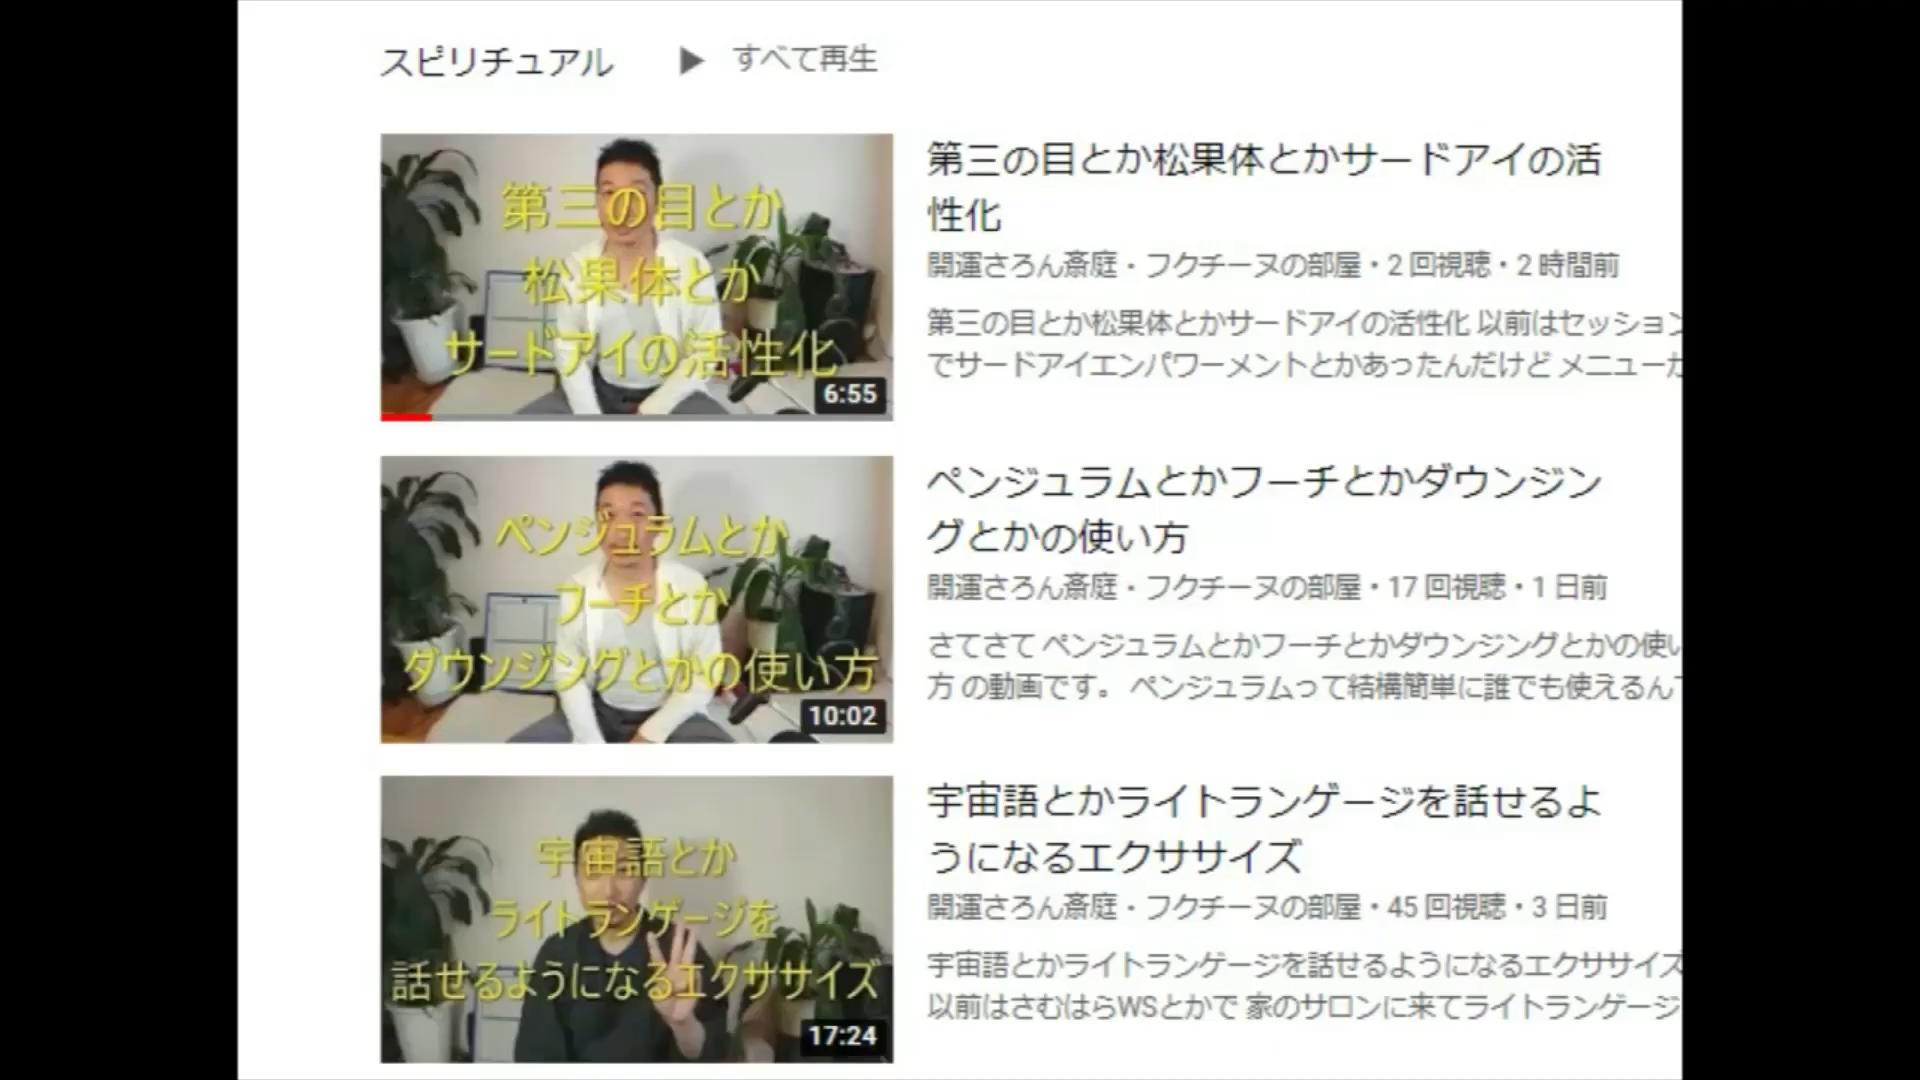 スピリチュアル ▶ すべて再生
第三の目とか
松果体とか
サードアイの活性化
6:55
第三の目とか松果体とかサードアイの活
性化
開運さろん斎庭・フクチーヌの部屋・2 回視聴・2 時間前
第三の目とか松果体とかサードアイの活性化 以前はセッション
でサードアイエンパワーメントとかあったんだけど メニューか
ペンジュラムとか
フーチとか
ダウンジングとかの使い方
10:02
ペンジュラムとかフーチとかダウンジン
グとかの使い方
開運さろん斎庭・フクチーヌの部屋・17 回視聴・1 日前
さてさて ペンジュラムとかフーチとかダウンジングとかの使い
方 の動画です。 ペンジュラムって結構簡単に誰でも使えるん
宇宙語とか
ライトランゲージを
話せるようになるエクササイズ
17:24
宇宙語とかライトランゲージを話せるよ
うになるエクササイズ
開運さろん斎庭・フクチーヌの部屋・45 回視聴・3 日前
宇宙語とかライトランゲージを話せるようになるエクササイズ
以前はさむはらWSとかで 家のサロンに来てライトランゲージ